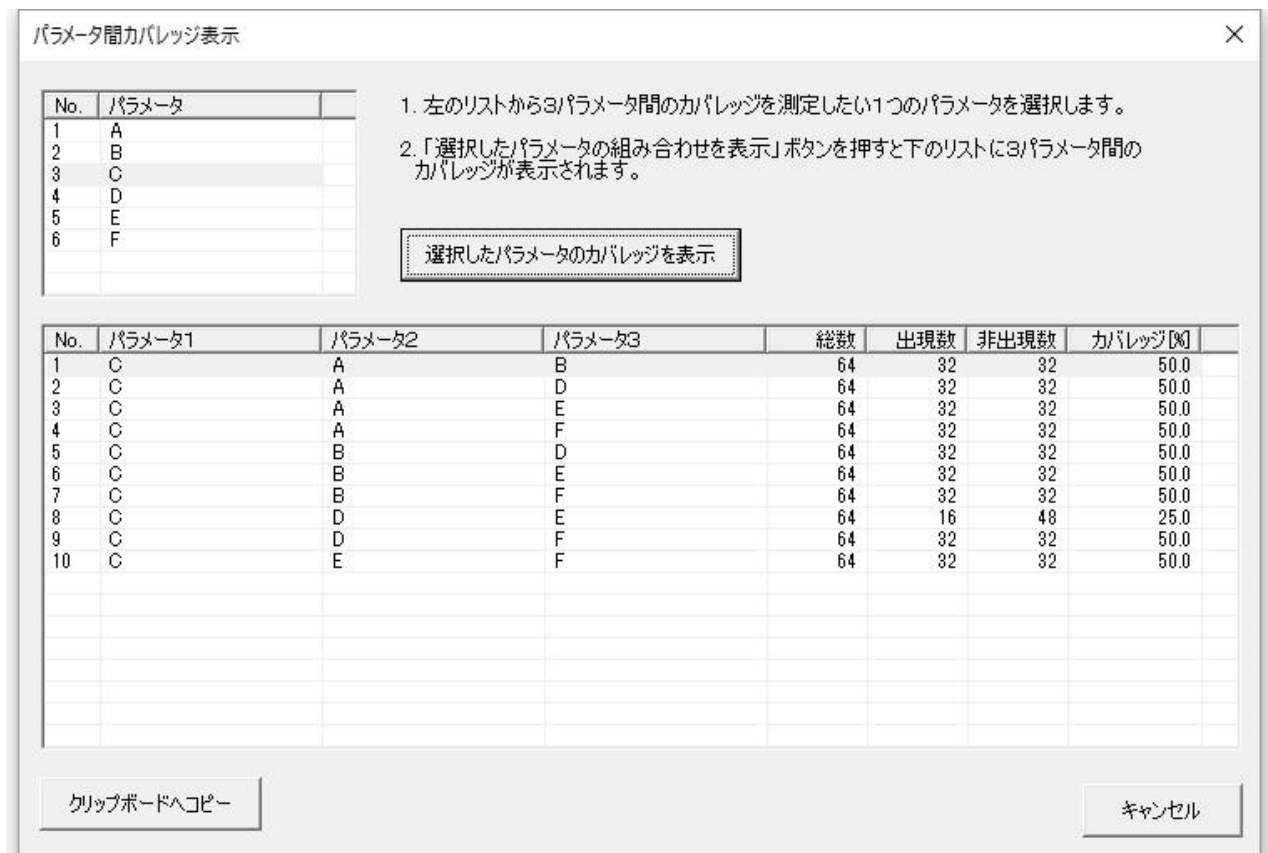 パラメータ間カバレッジ表示
No. パラメータ
1 A
2 B
3 C
4 D
5 E
6 F
1. 左のリストから3パラメータ間のカバレッジを測定したい1つのパラメータを選択します。
2.「選択したパラメータの組み合わせを表示」ボタンを押すと下のリストに3パラメータ間の
カバレッジが表示されます。
選択したパラメータのカバレッジを表示
No. パラメータ1 パラメータ2 パラメータ3 総数 出現数 非出現数 カバレッジ[%]
1 C A B 64 32 32 50.0
2 C A D 64 32 32 50.0
3 C A E 64 32 32 50.0
4 C A F 64 32 32 50.0
5 C B D 64 32 32 50.0
6 C B E 64 32 32 50.0
7 C B F 64 32 32 50.0
8 C D E 64 16 48 25.0
9 C D F 64 32 32 50.0
10 C E F 64 32 32 50.0
クリップボードへコピー
キャンセル